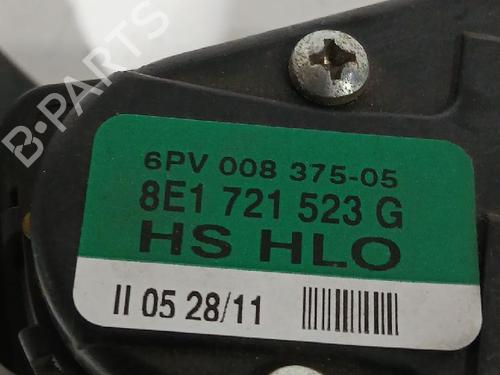 B-PARTS
6PV 008 375-05
8E1 721 523 G
HS HLO
II 05 28/11